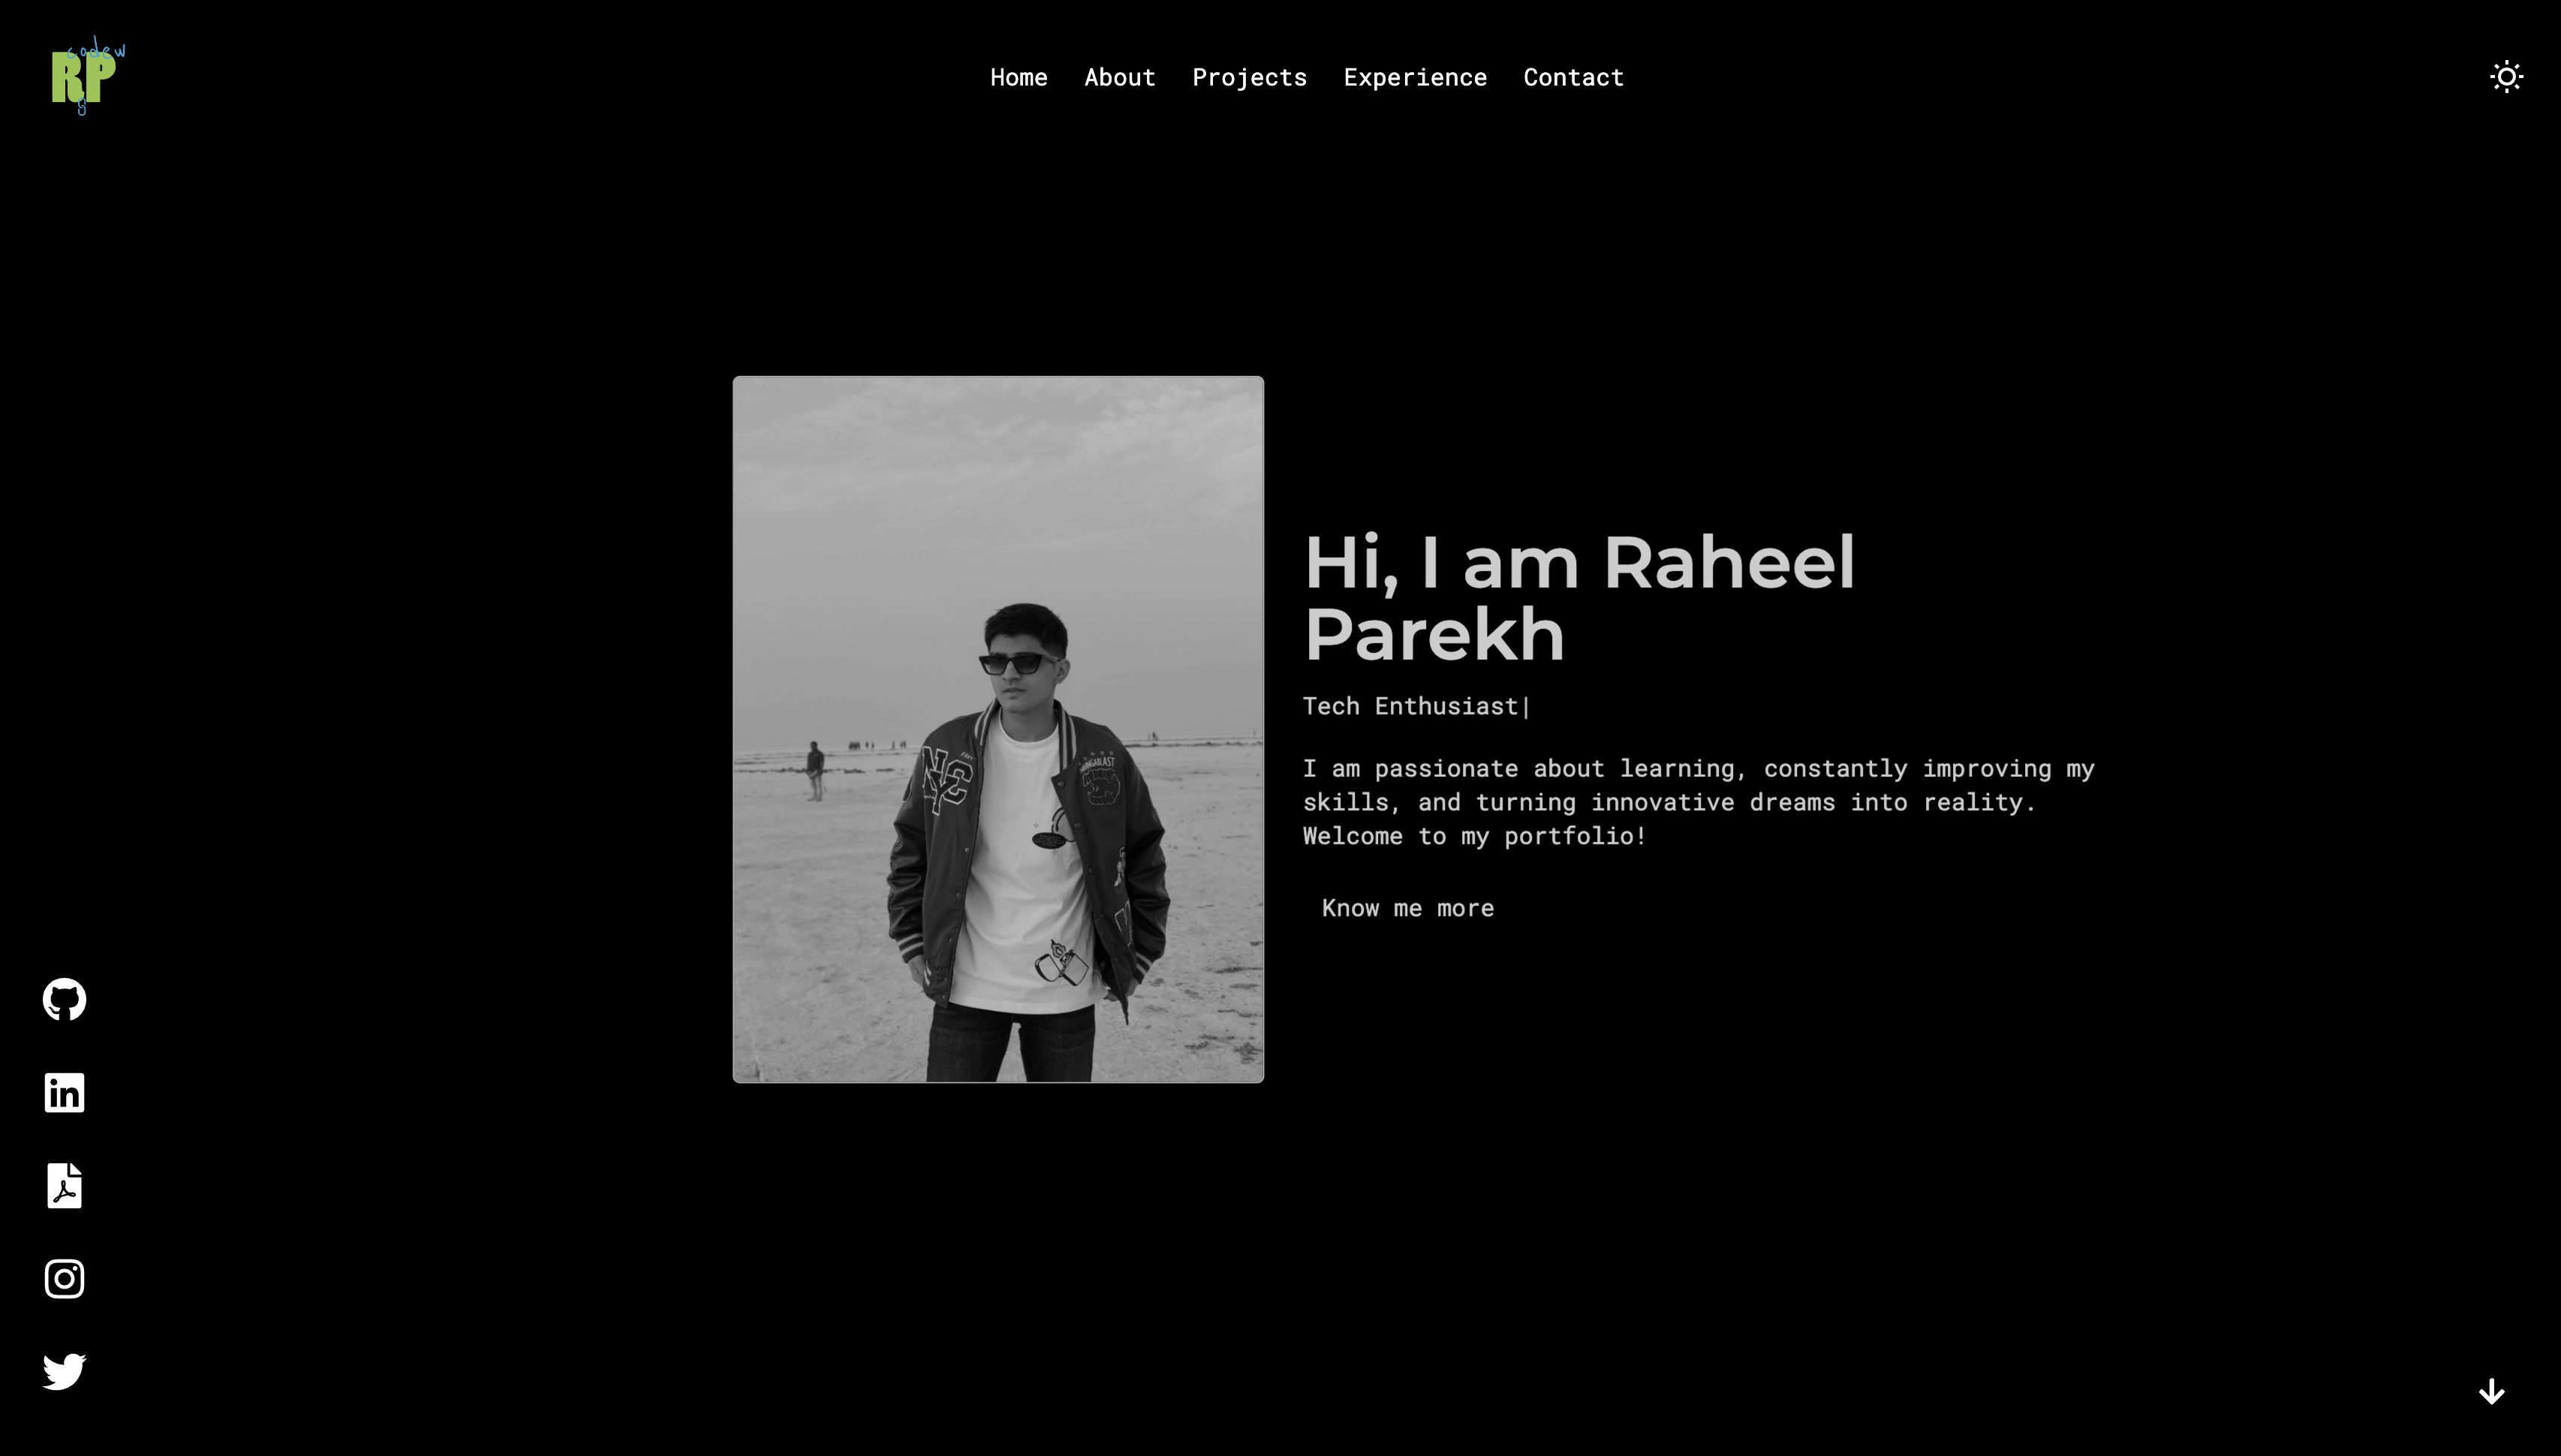 codew
RP
Home About Projects Experience Contact
Hi, I am Raheel
Parekh
Tech Enthusiast|
I am passionate about learning, constantly improving my
skills, and turning innovative dreams into reality.
Welcome to my portfolio!
Know me more
in